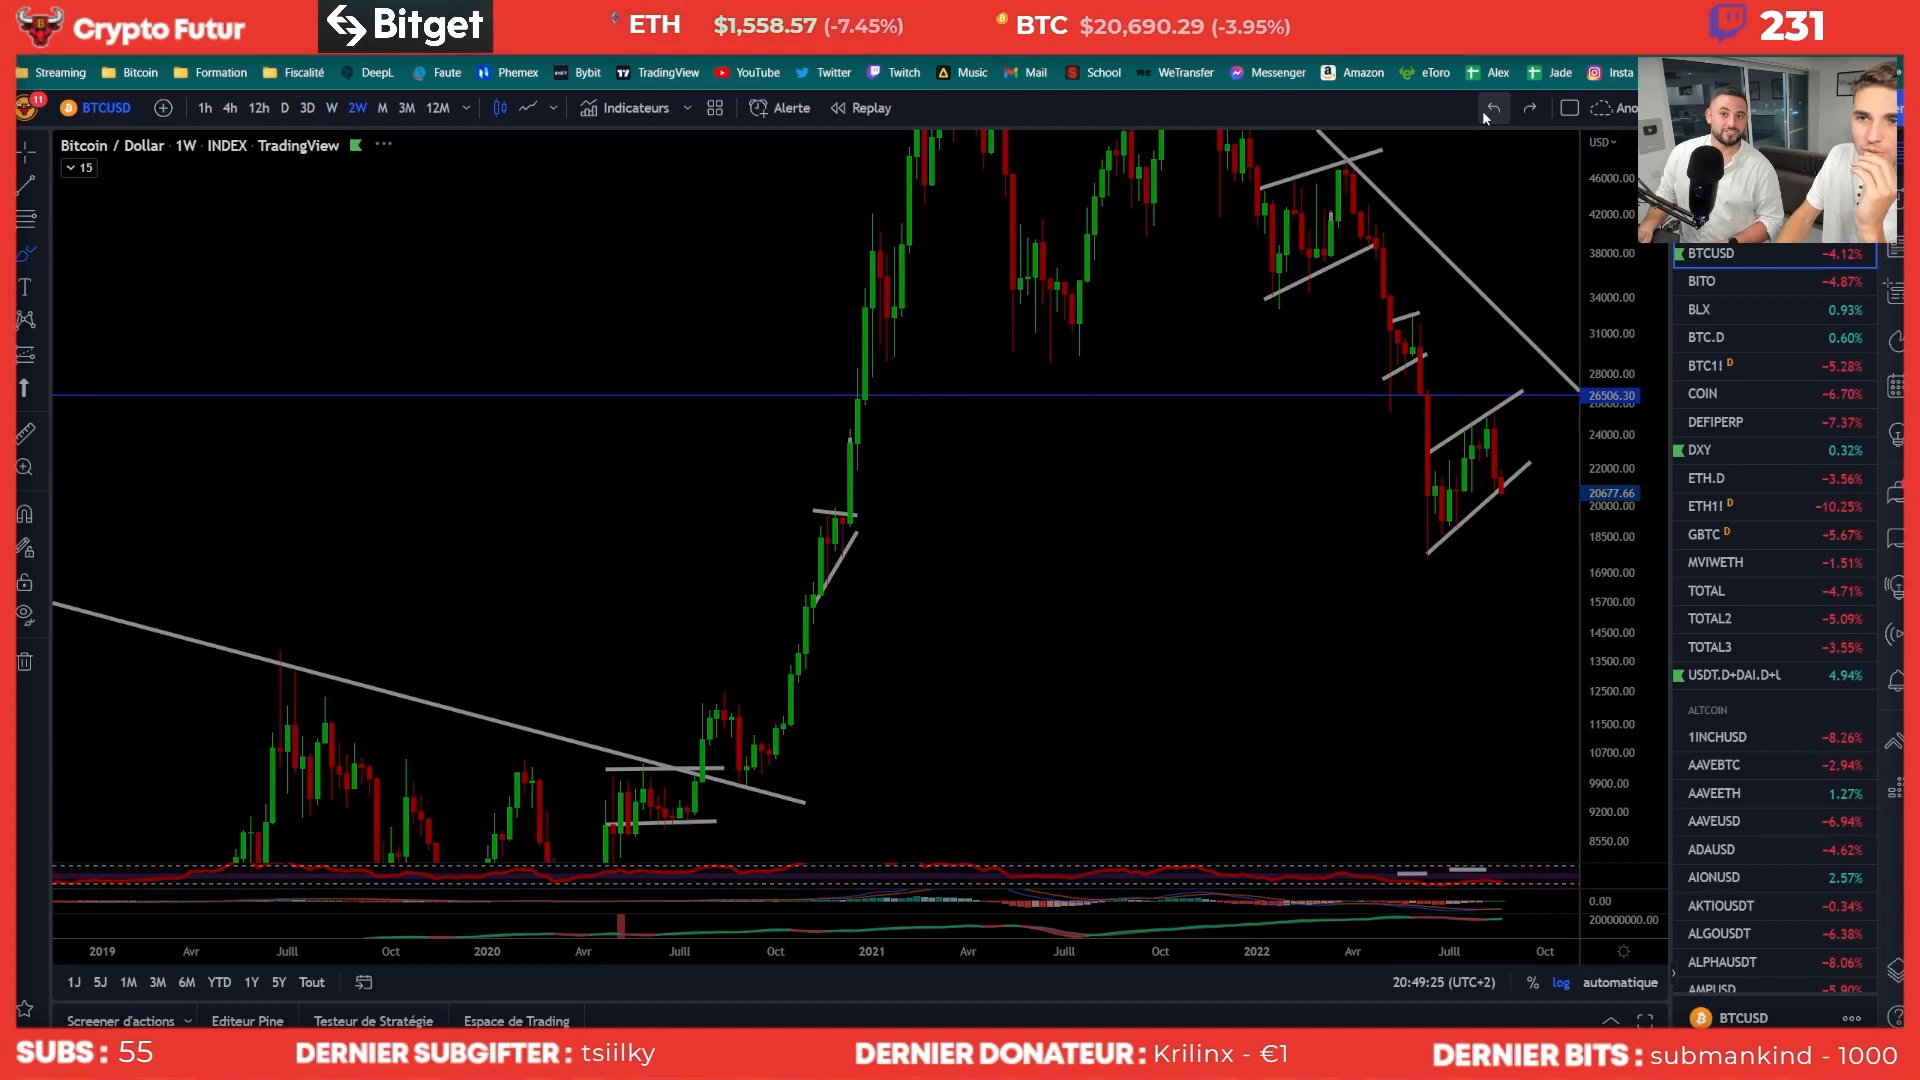 Crypto Futur
Bitget
ETH $1,558.57 (-7.45%)
BTC $20,690.29 (-3.95%)
231
Streaming Bitcoin Formation Fiscalité DeepL Faute Phemex Bybit TradingView YouTube Twitter Twitch Music Mail School WeTransfer Messenger Amazon eToro Alex Jade Insta
11
BTCUSD 1h 4h 12h D 3D W 2W M 3M 12M Indicateurs Alerte Replay Ano
Bitcoin / Dollar · 1W · INDEX · TradingView
15
USD
46000.00
42000.00
38000.00
34000.00
31000.00
28000.00
26506.30
24000.00
22000.00
20677.66
20000.00
18500.00
16900.00
15700.00
14500.00
13500.00
12500.00
11500.00
10700.00
9900.00
9200.00
8550.00
0.00
200000000.00
2019 Avr Juill Oct 2020 Avr Juill Oct 2021 Avr Juill Oct 2022 Avr Juill Oct
1J 5J 1M 3M 6M YTD 1Y 5Y Tout
20:49:25 (UTC+2) % log automatique
Screener d'actions Editeur Pine Testeur de Stratégie Espace de Trading
BTCUSD −4.12%
BITO −4.87%
BLX 0.93%
BTC.D 0.60%
BTC1! D −5.28%
COIN −6.70%
DEFIPERP −7.37%
DXY 0.32%
ETH.D −3.56%
ETH1! D −10.25%
GBTC D −5.67%
MVIWETH −1.51%
TOTAL −4.71%
TOTAL2 −5.09%
TOTAL3 −3.55%
USDT.D+DAI.D+U 4.94%
ALTCOIN
1INCHUSD −8.26%
AAVEBTC −2.94%
AAVEETH 1.27%
AAVEUSD −6.94%
ADAUSD −4.62%
AIONUSD 2.57%
AKTIOUSDT −0.34%
ALGOUSDT −6.38%
ALPHAUSDT −8.06%
AMPUSD −5.90%
BTCUSD
SUBS : 55
DERNIER SUBGIFTER : tsiilky
DERNIER DONATEUR : Krilinx - €1
DERNIER BITS : submankind - 1000